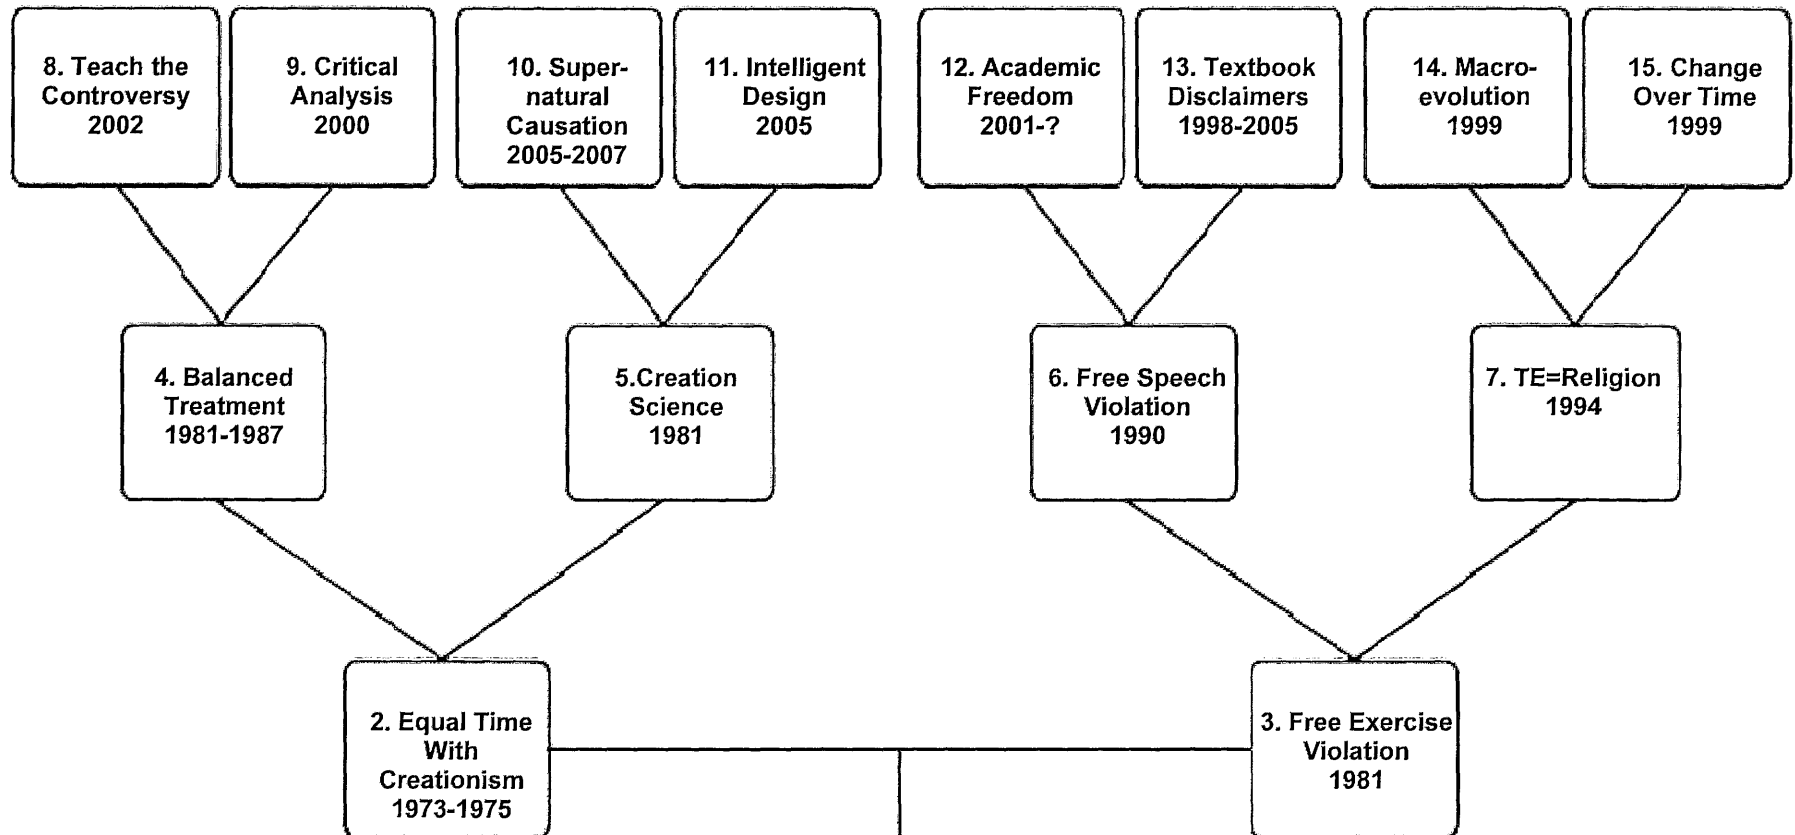 8. Teach the
Controversy
2002
9. Critical
Analysis
2000
10. Super-
natural
Causation
2005-2007
11. Intelligent
Design
2005
12. Academic
Freedom
2001-?
13. Textbook
Disclaimers
1998-2005
14. Macro-
evolution
1999
15. Change
Over Time
1999
4. Balanced
Treatment
1981-1987
5.Creation
Science
1981
6. Free Speech
Violation
1990
7. TE=Religion
1994
2. Equal Time
With
Creationism
1973-1975
3. Free Exercise
Violation
1981